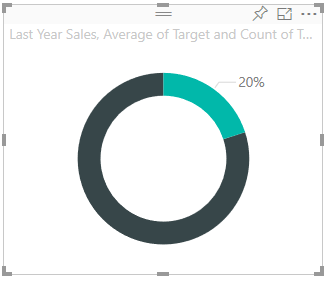 Last Year Sales, Average of Target and Count of T...
20%